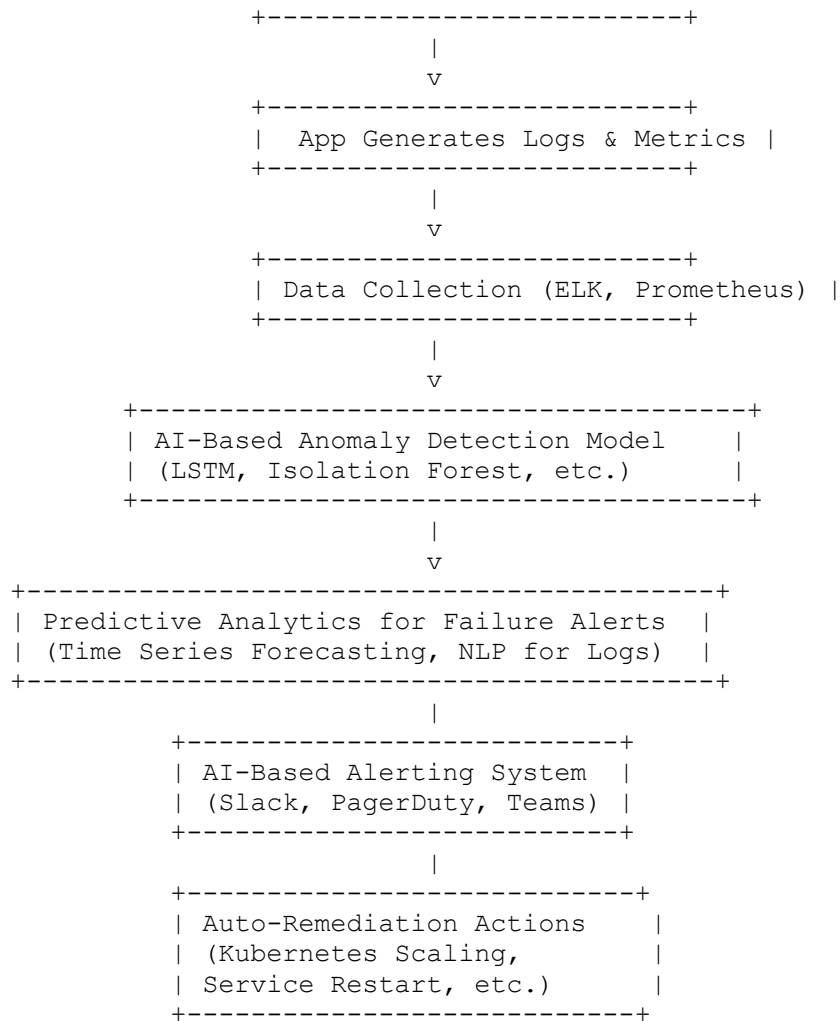 App Generates Logs & Metrics
Data Collection (ELK, Prometheus)
AI-Based Anomaly Detection Model
(LSTM, Isolation Forest, etc.)
Predictive Analytics for Failure Alerts
(Time Series Forecasting, NLP for Logs)
AI-Based Alerting System
(Slack, PagerDuty, Teams)
Auto-Remediation Actions
(Kubernetes Scaling,
Service Restart, etc.)